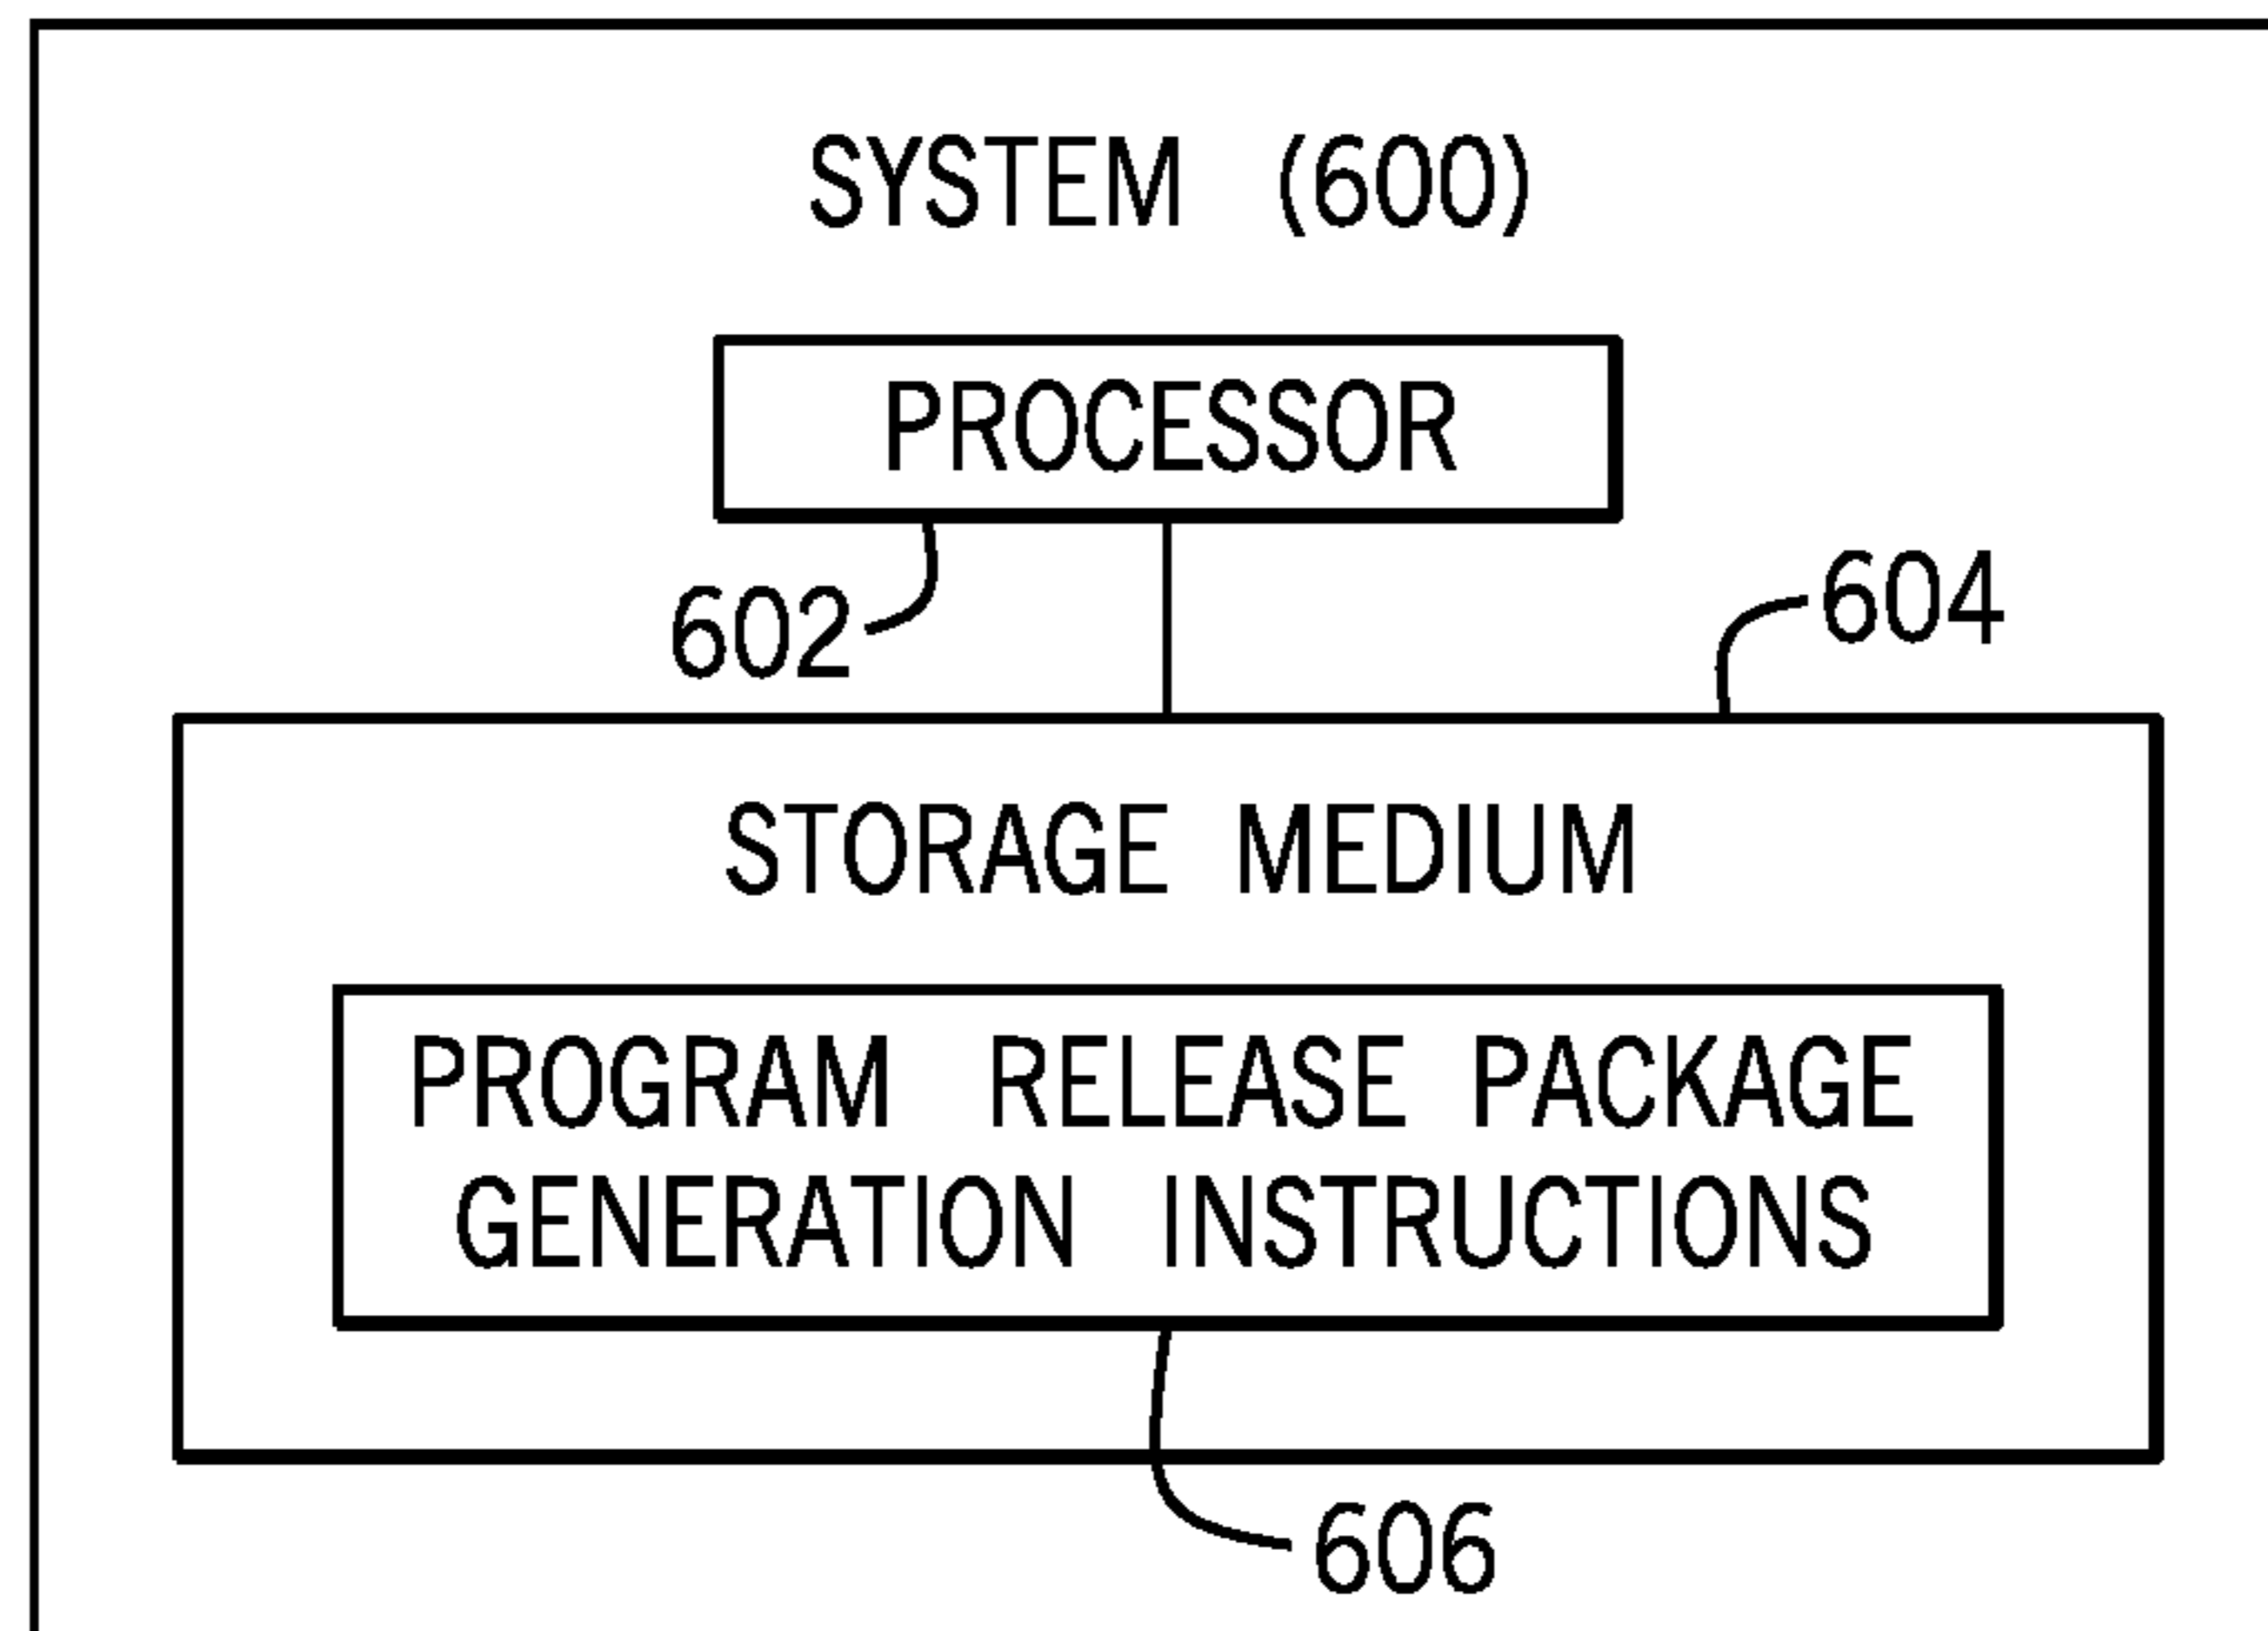 SYSTEM (600)
PROCESSOR
602
604
STORAGE MEDIUM
PROGRAM RELEASE PACKAGE
GENERATION INSTRUCTIONS
606